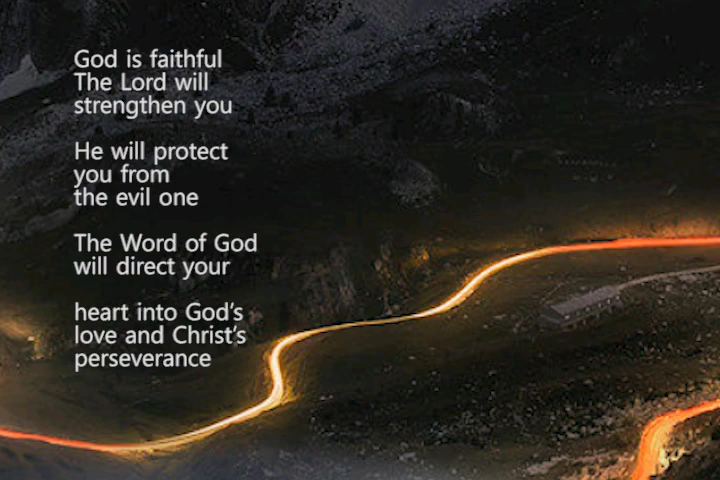 God is faithful
The Lord will
strengthen you
He will protect
you from
the evil one
The Word of God
will direct your
heart into God's
love and Christ's
perseverance